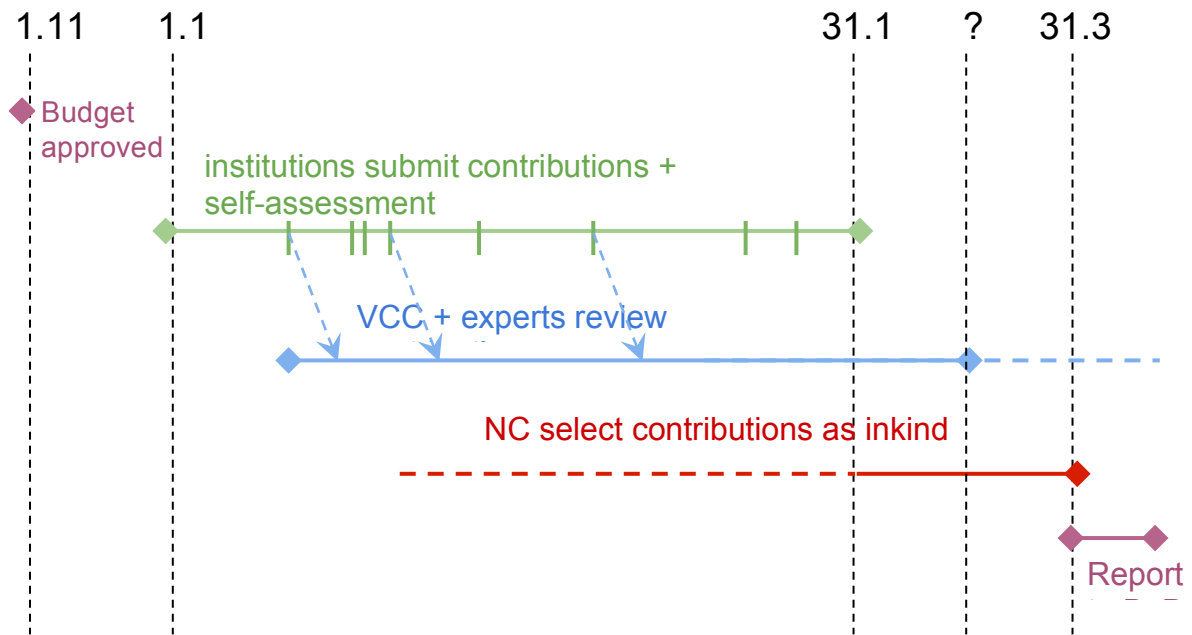 1.11 1.1 31.1 ? 31.3
Budget
approved
institutions submit contributions +
self-assessment
VCC + experts review
NC select contributions as inkind
Report